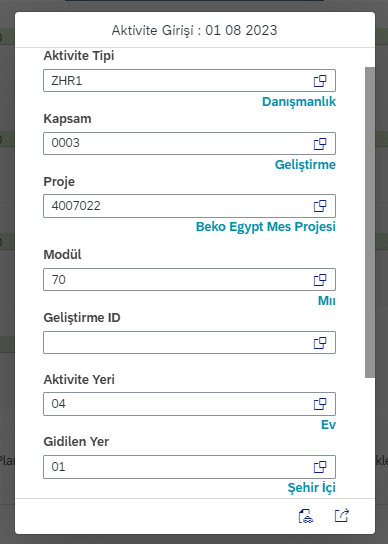 Aktivite Girişi : 01 08 2023
Aktivite Tipi
ZHR1
Danışmanlık
Kapsam
0003
Geliştirme
Proje
4007022
Beko Egypt Mes Projesi
Modül
70
Mıı
Geliştirme ID
Aktivite Yeri
04
Ev
Gidilen Yer
01
Şehir İçi